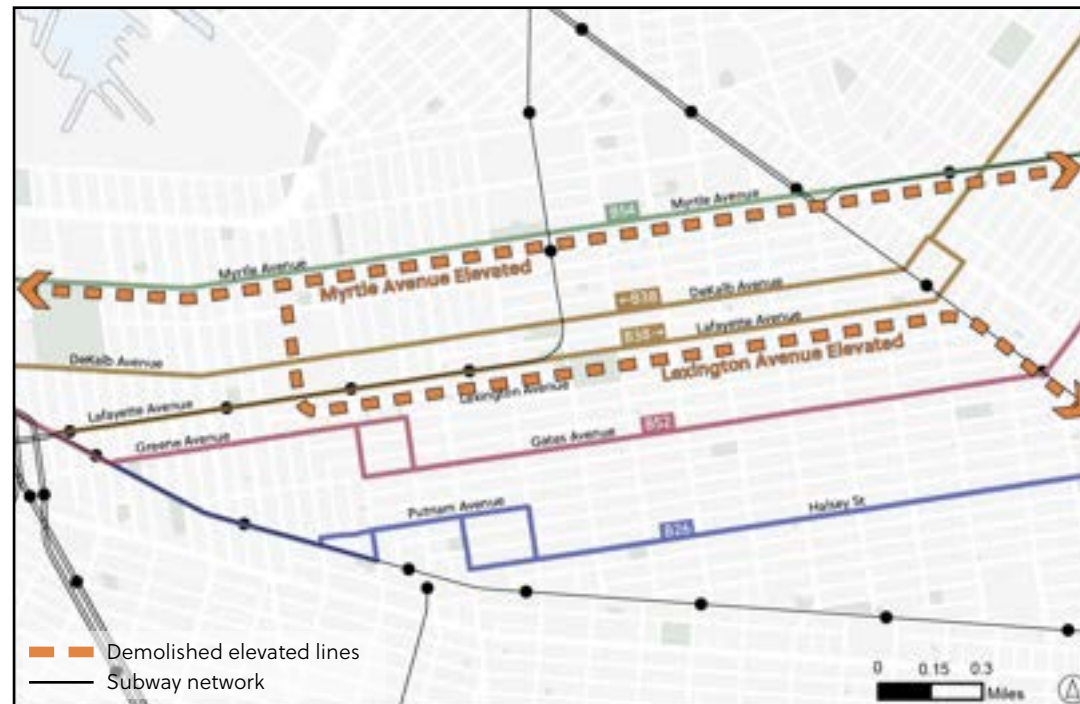 B54
Myrtle Avenue
Myrtle Avenue
Myrtle Avenue Elevated
←B38
DeKalb Avenue
B38→
Lafayette Avenue
DeKalb Avenue
Lexington Avenue Elevated
Lexington Avenue
Lafayette Avenue
B52
Greene Avenue
Gates Avenue
Putnam Avenue
Halsey St
B26
Demolished elevated lines
Subway network
0 0.15 0.3
Miles